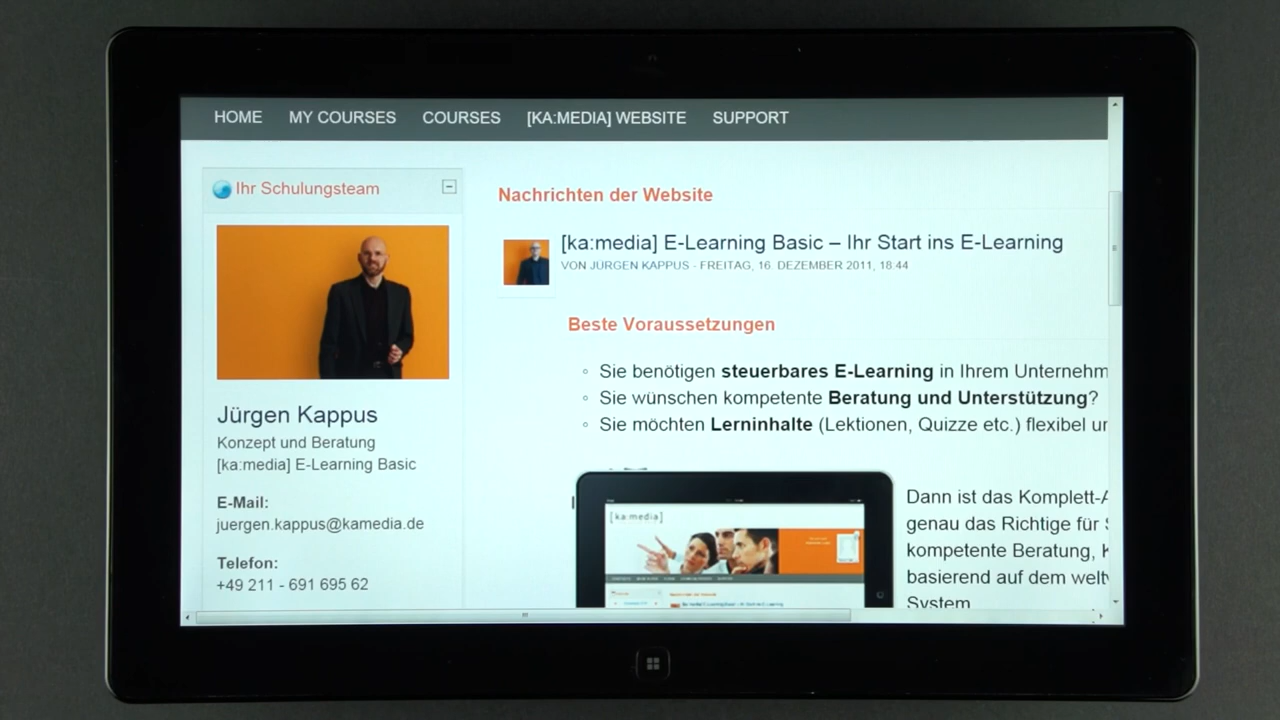 HOME MY COURSES COURSES [KA:MEDIA] WEBSITE SUPPORT
Ihr Schulungsteam
Jürgen Kappus
Konzept und Beratung
[ka:media] E-Learning Basic
E-Mail:
juergen.kappus@kamedia.de
Telefon:
+49 211 - 691 695 62
Nachrichten der Website
[ka:media] E-Learning Basic – Ihr Start ins E-Learning
VON JÜRGEN KAPPUS - FREITAG, 16. DEZEMBER 2011, 18:44
Beste Voraussetzungen
Sie benötigen steuerbares E-Learning in Ihrem Unternehm
Sie wünschen kompetente Beratung und Unterstützung?
Sie möchten Lerninhalte (Lektionen, Quizze etc.) flexibel ur
[ka:media]
Dann ist das Komplett-A
genau das Richtige für S
kompetente Beratung, K
basierend auf dem weltv
System